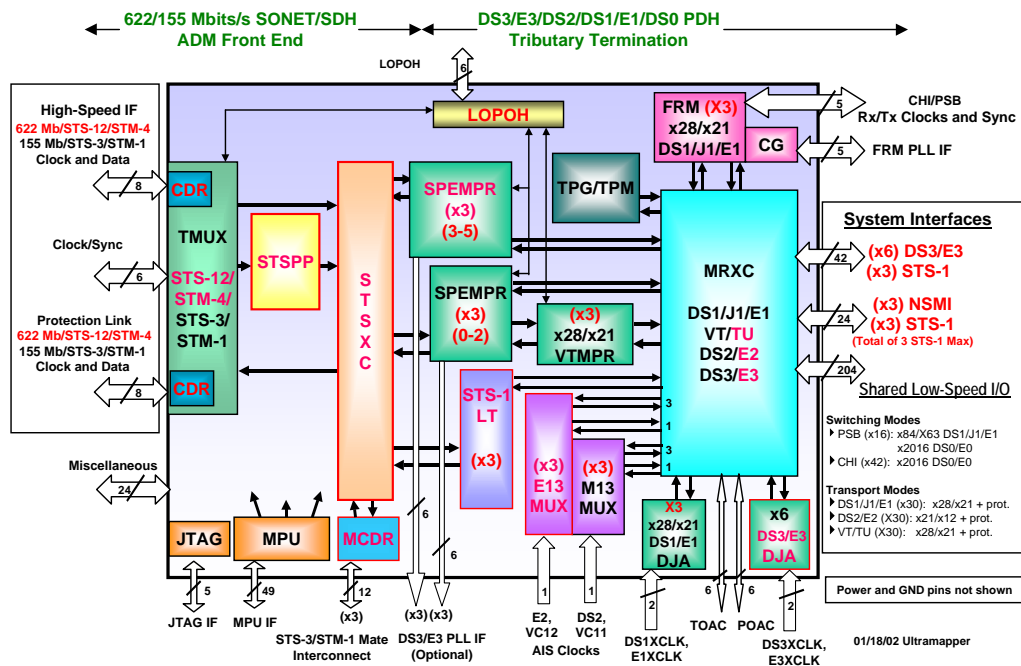 622/155 Mbits/s SONET/SDH
ADM Front End
DS3/E3/DS2/DS1/E1/DS0 PDH
Tributary Termination
LOPOH
6
High-Speed IF
622 Mb/STS-12/STM-4
155 Mb/STS-3/STM-1
Clock and Data
8
Clock/Sync
6
Protection Link
622 Mb/STS-12/STM-4
155 Mb/STS-3/STM-1
Clock and Data
8
Miscellaneous
24
CDR
TMUX
STS-12/
STM-4/
STS-3/
STM-1
CDR
STSPP
S
T
S
X
C
LOPOH
SPEMPR
(x3)
(3-5)
SPEMPR
(x3)
(0-2)
(x3)
x28/x21
VTMPR
STS-1
LT
(x3)
TPG/TPM
FRM (X3)
x28/x21
DS1/J1/E1
CG
MRXC
DS1/J1/E1
VT/TU
DS2/E2
DS3/E3
3
1
3
1
(x3)
E13
MUX
(x3)
M13
MUX
X3
x28/x21
DS1/E1
DJA
x6
DS3/E3
DJA
JTAG
MPU
MCDR
5
CHI/PSB
Rx/Tx Clocks and Sync
5
FRM PLL IF
System Interfaces
42
(x6) DS3/E3
(x3) STS-1
24
(x3) NSMI
(x3) STS-1
(Total of 3 STS-1 Max)
204
Shared Low-Speed I/O
Switching Modes
PSB (x16): x84/X63 DS1/J1/E1
x2016 DS0/E0
CHI (x42): x2016 DS0/E0
Transport Modes
DS1/J1/E1 (x30): x28/x21 + prot.
DS2/E2 (X30): x21/x12 + prot.
VT/TU (X30): x28/x21 + prot.
Power and GND pins not shown
5
JTAG IF
49
MPU IF
12
(x3)
STS-3/STM-1 Mate
Interconnect
6
6
(x3) (x3)
DS3/E3 PLL IF
(Optional)
1
E2,
VC12
1
DS2,
VC11
AIS Clocks
2
DS1XCLK,
E1XCLK
6
TOAC
6
POAC
2
DS3XCLK,
E3XCLK
01/18/02 Ultramapper